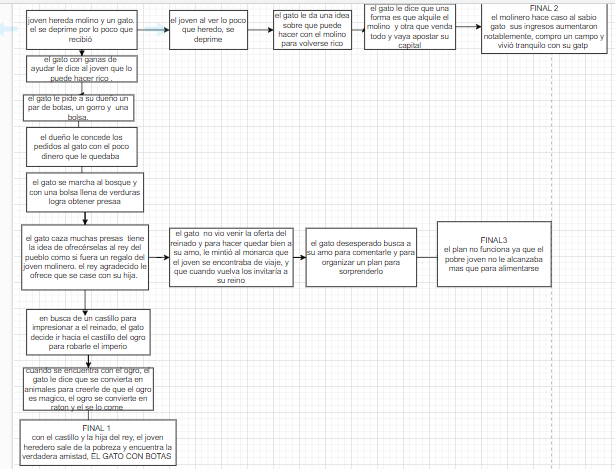 joven hereda molino y un gato.
el se deprime por lo poco que
recibió
el joven al ver lo poco
que heredo, se
deprime
el gato le da una idea
sobre que puede
hacer con el molino
para volverse rico
el gato le dice que una
forma es que alquile el
molino y otra que venda
todo y vaya apostar su
capital
FINAL 2
el molinero hace caso al sabio
gato sus ingresos aumentaron
notablemente, compro un campo y
vivió tranquilo con su gatp
el gato con ganas de
ayudar le dice al joven que lo
puede hacer rico .
el gato le pide a su dueño un
par de botas, un gorro y una
bolsa.
el dueño le concede los
pedidos al gato con el poco
dinero que le quedaba
el gato se marcha al bosque y
con una bolsa llena de verduras
logra obtener presaa
el gato caza muchas presas tiene
la idea de ofrecérselas al rey del
pueblo como si fuera un regalo del
joven molinero. el rey agradecido le
ofrece que se case con su hija.
el gato no vio venir la oferta del
reinado y para hacer quedar bien a
su amo, le mintió al monarca que
el joven se encontraba de viaje, y
que cuando vuelva los invitaría a
su reino
el gato desesperado busca a
su amo para comentarle y para
organizar un plan para
sorprenderlo
FINAL3
el plan no funciona ya que el
pobre joven no le alcanzaba
mas que para alimentarse
en busca de un castillo para
impresionar a el reinado, el gato
decide ir hacia el castillo del ogro
para robarle el imperio
cuando se encuentra con el ogro, el
gato le dice que se convierta en
animales para creerle de que el ogro
es magico, el ogro se convierte en
raton y el se lo come
FINAL 1
con el castillo y la hija del rey, el joven
heredero sale de la pobreza y encuentra la
verdadera amistad, EL GATO CON BOTAS